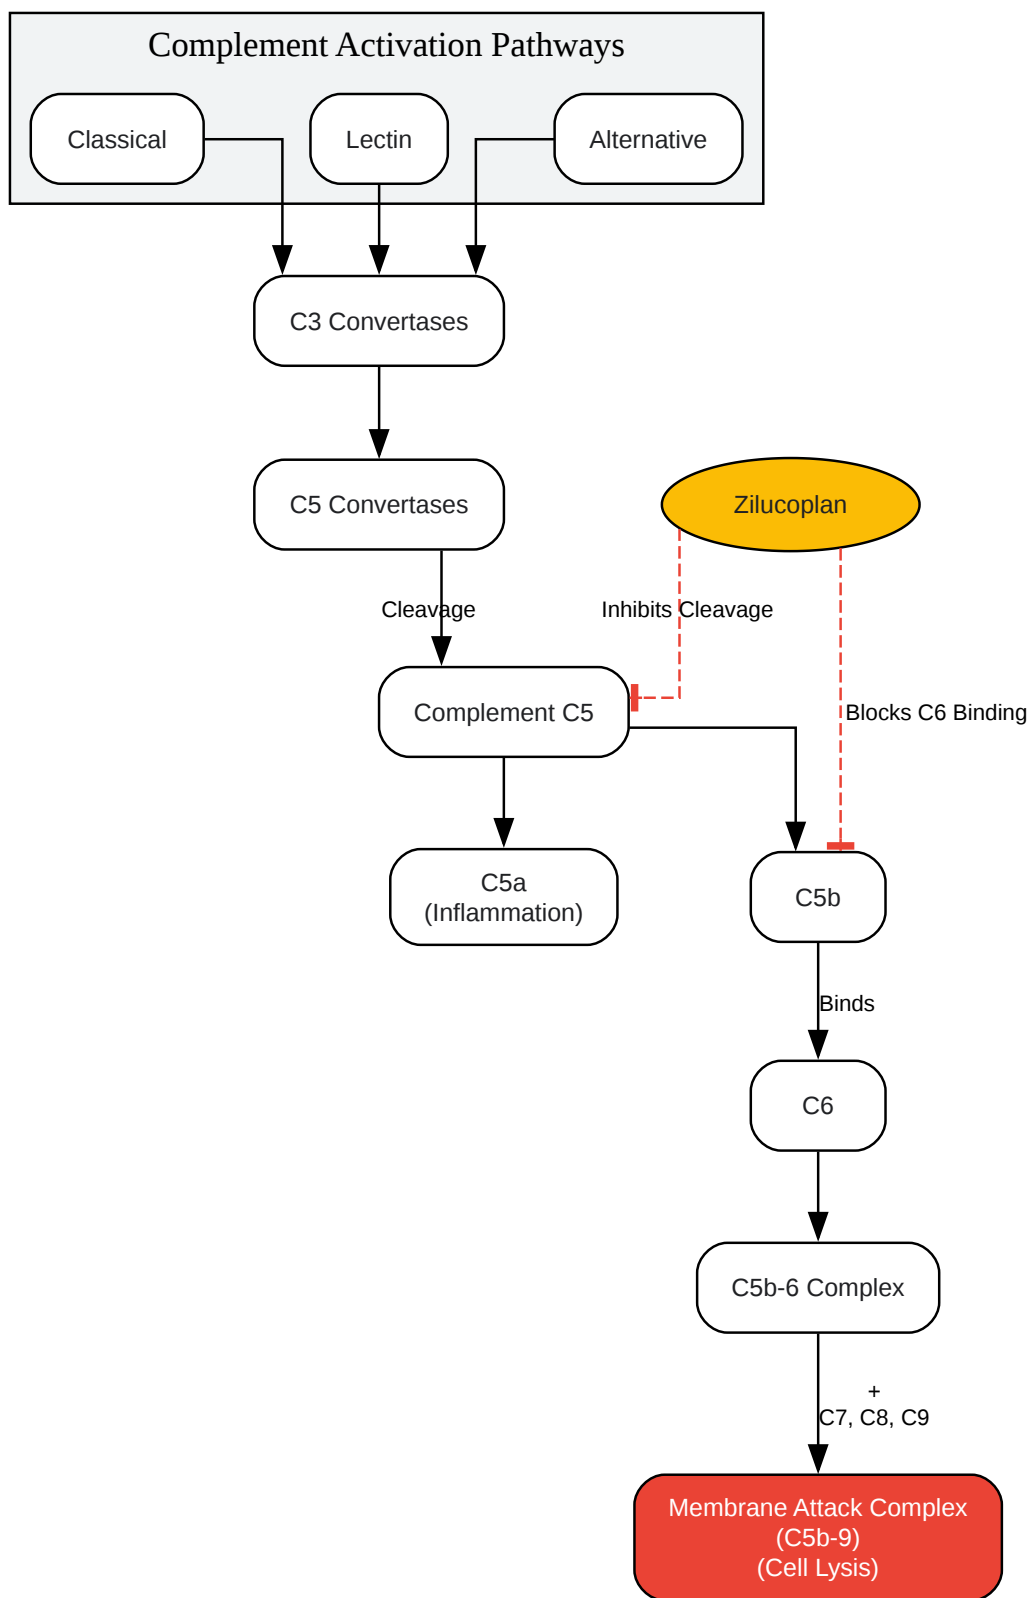 Complement Activation Pathways
Classical
Lectin
Alternative
C3 Convertases
C5 Convertases
Zilucoplan
Cleavage
Inhibits Cleavage
Complement C5
Blocks C6 Binding
C5a
(Inflammation)
C5b
Binds
C6
C5b-6 Complex
+
C7, C8, C9
Membrane Attack Complex
(C5b-9)
(Cell Lysis)